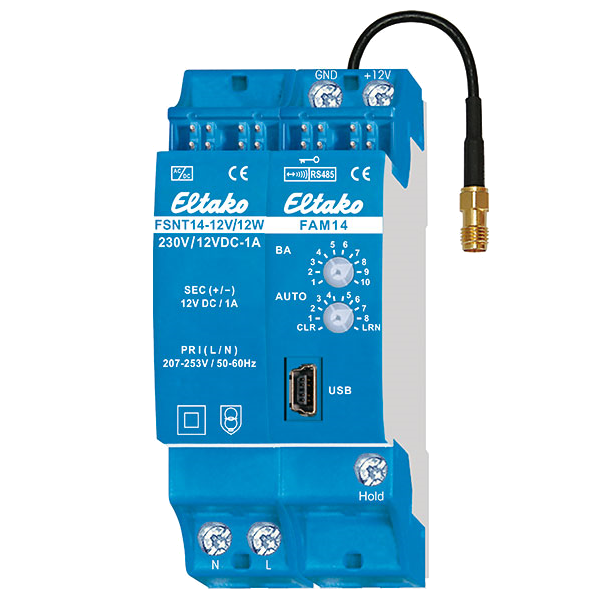 GND +12V
AC/DC CE RS485 CE
Eltako Eltako
FSNT14-12V/12W FAM14
230V/12VDC-1A
BA
1 2 3 4 5 6 7 8 9 10
SEC (+/−)
12V DC / 1A
AUTO
CLR 1 2 3 4 5 6 7 8 LRN
PRI (L/N)
207-253V / 50-60Hz
USB
Hold
N L